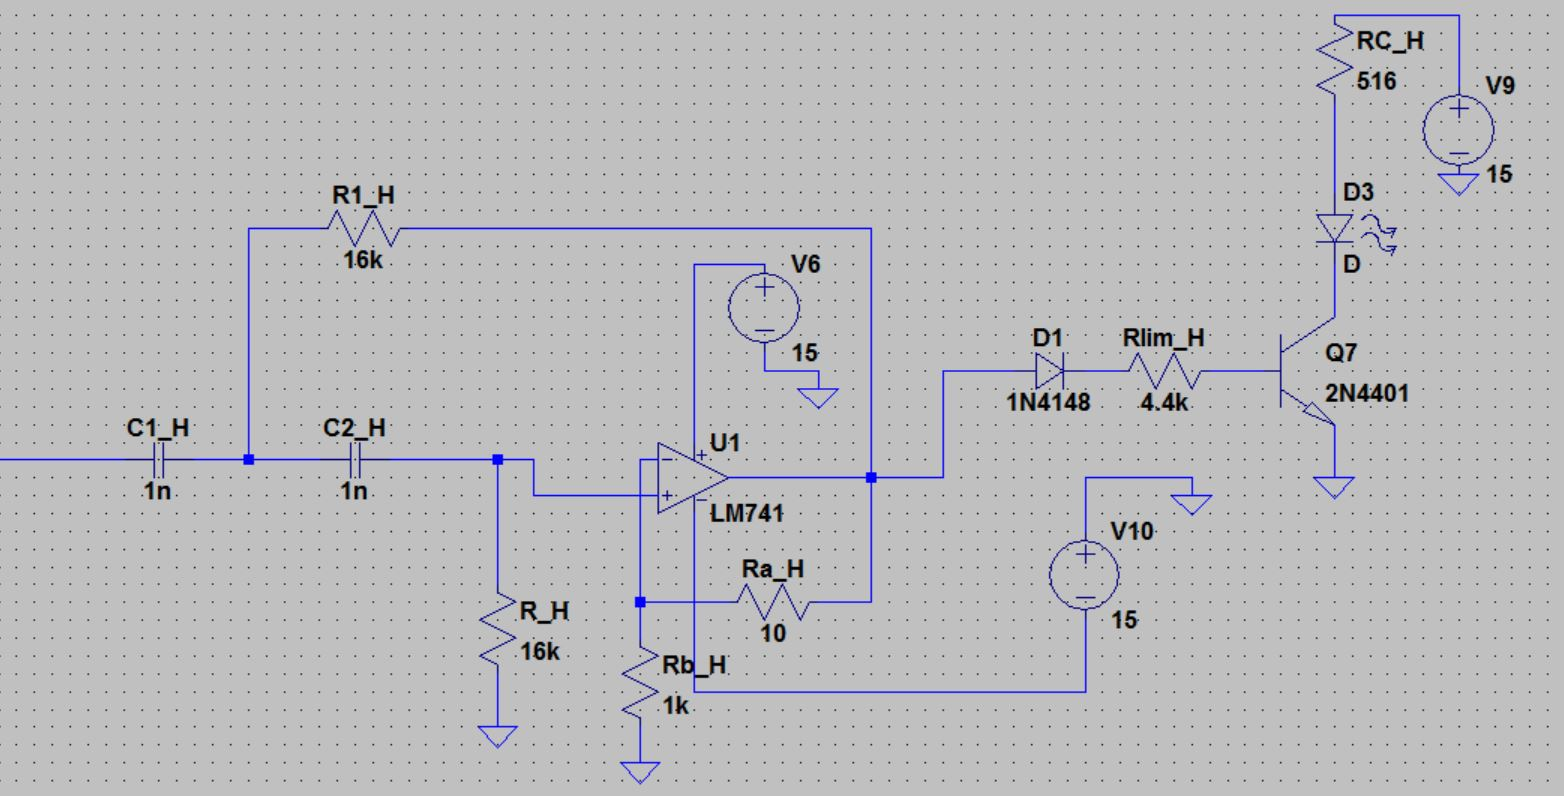 RC_H
516
V9
15
D3
D
R1_H
16k
V6
15
D1
1N4148
Rlim_H
4.4k
Q7
2N4401
C1_H
1n
C2_H
1n
U1
LM741
V10
15
Ra_H
10
R_H
16k
Rb_H
1k